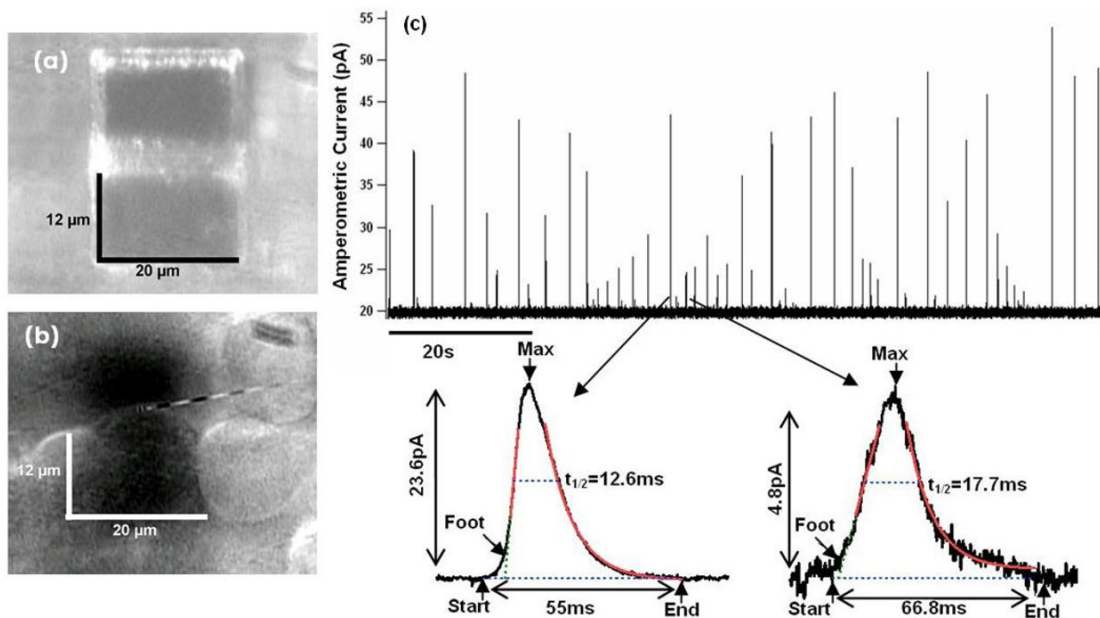 (a)
12 µm
20 µm
(b)
12 µm
20 µm
(c)
Amperometric Current (pA)
55
50
45
40
35
30
25
20
20s
Max
23.6pA
t1/2=12.6ms
Foot
Start
55ms
End
Max
4.8pA
t1/2=17.7ms
Foot
Start
66.8ms
End